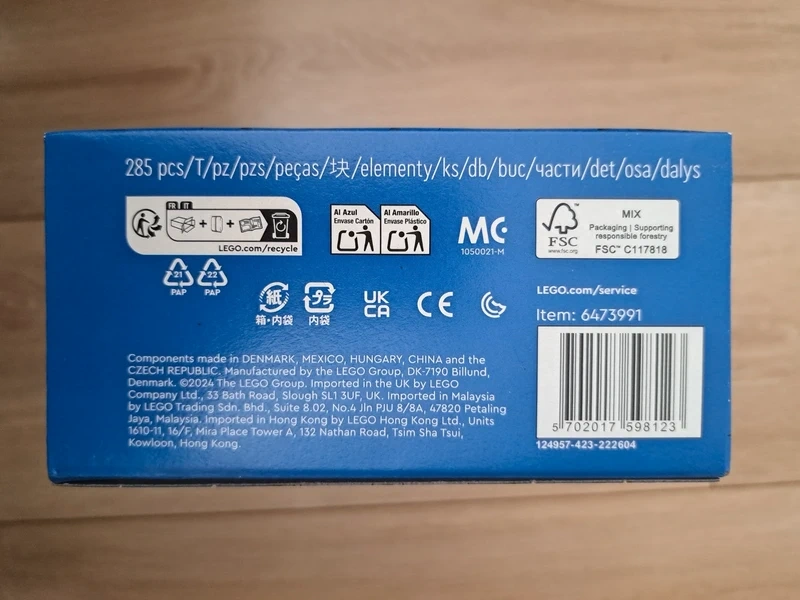 285 pcs/T/pz/pzs/peças/块/elementy/ks/db/buc/части/det/osa/dalys
FR IT
LEGO.com/recycle
21
PAP
22
PAP
Al Azul
Envase Cartón
Al Amarillo
Envase Plástico
MC
1050021-M
FSC
www.fsc.org
MIX
Packaging | Supporting
responsible forestry
FSC™ C117818
紙
箱・内袋
プラ
内袋
UK
CA
CE
LEGO.com/service
Item: 6473991
Components made in DENMARK, MEXICO, HUNGARY, CHINA and the
CZECH REPUBLIC. Manufactured by the LEGO Group, DK-7190 Billund,
Denmark. ©2024 The LEGO Group. Imported in the UK by LEGO
Company Ltd., 33 Bath Road, Slough SL1 3UF, UK. Imported in Malaysia
by LEGO Trading Sdn. Bhd., Suite 8.02, No.4 Jln PJU 8/8A, 47820 Petaling
Jaya, Malaysia. Imported in Hong Kong by LEGO Hong Kong Ltd., Units
1610-11, 16/F, Mira Place Tower A, 132 Nathan Road, Tsim Sha Tsui,
Kowloon, Hong Kong.
5 702017 598123
124957-423-222604